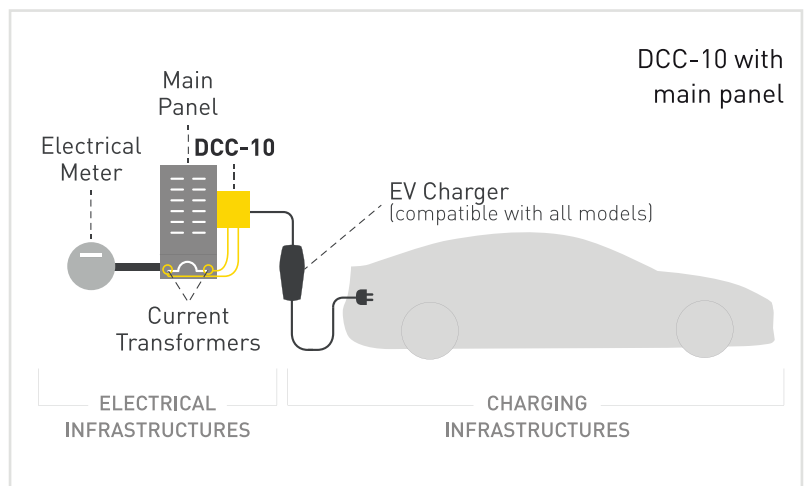 DCC-10 with
main panel
Main
Panel
DCC-10
Electrical
Meter
EV Charger
(compatible with all models)
Current
Transformers
ELECTRICAL
INFRASTRUCTURES
CHARGING
INFRASTRUCTURES